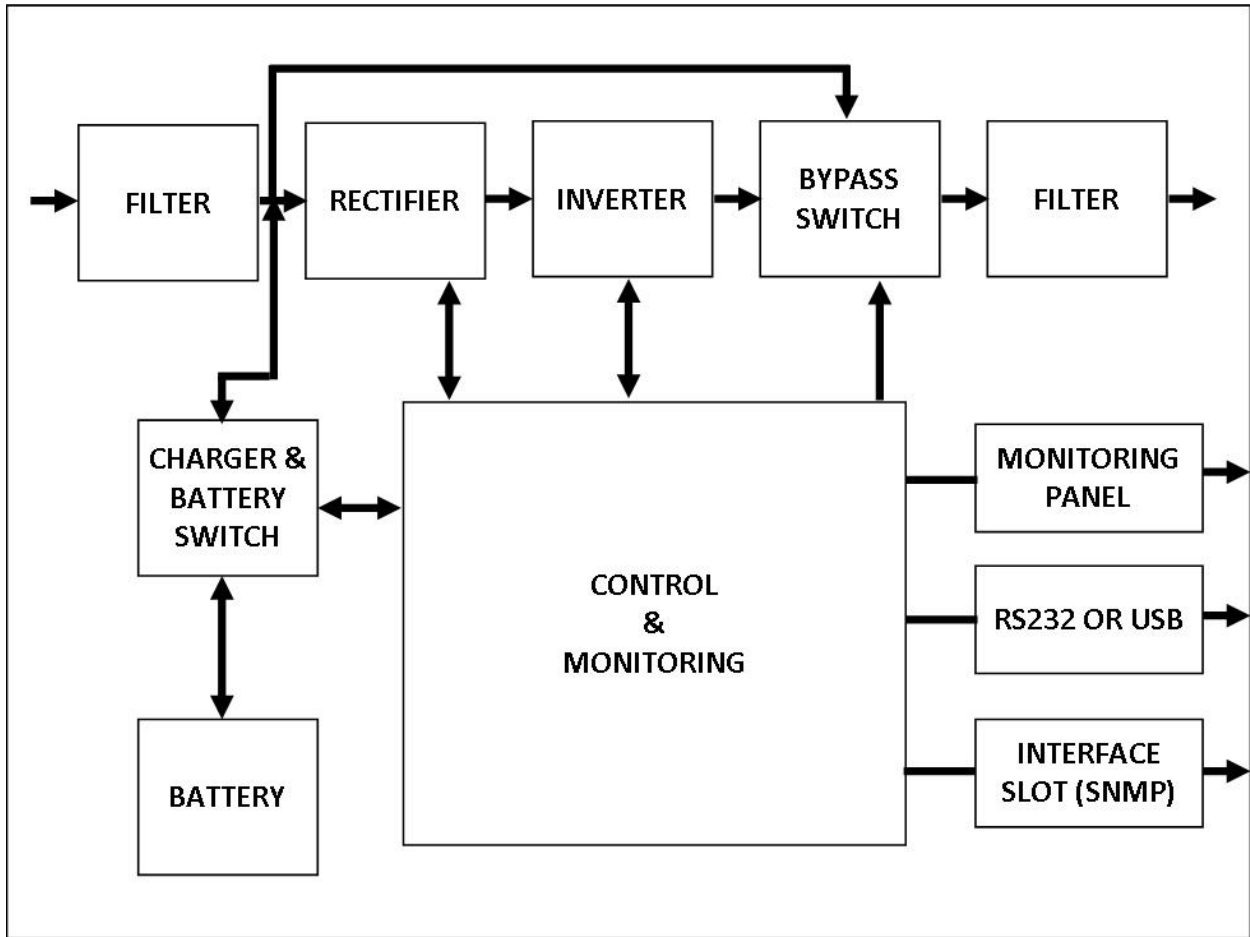 FILTER
RECTIFIER
INVERTER
BYPASS
SWITCH
FILTER
CHARGER &
BATTERY
SWITCH
CONTROL
&
MONITORING
MONITORING
PANEL
RS232 OR USB
INTERFACE
SLOT (SNMP)
BATTERY